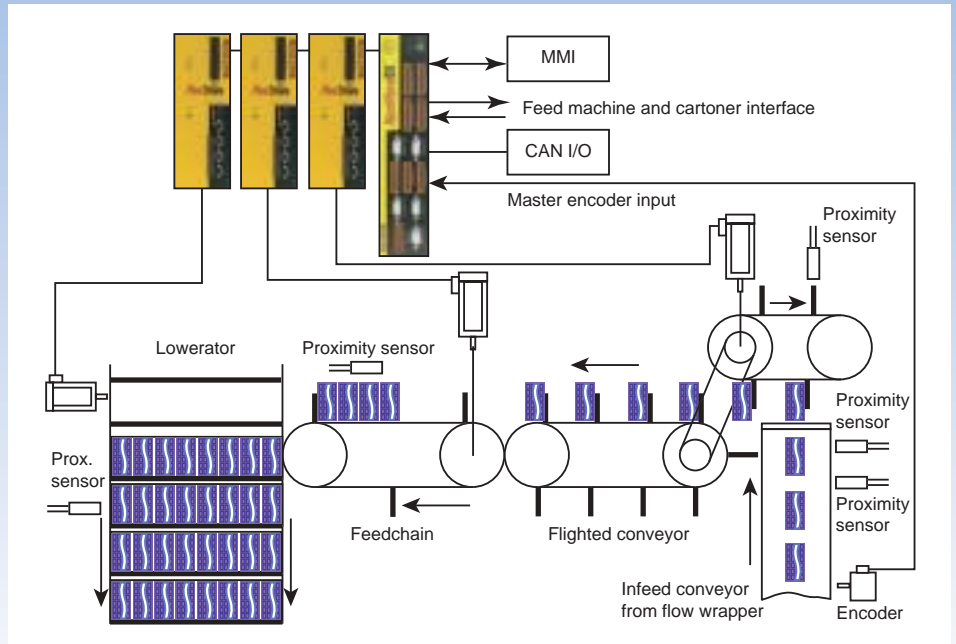 MMI
Feed machine and cartoner interface
CAN I/O
Master encoder input
Proximity
sensor
Lowerator
Proximity sensor
Proximity
sensor
Prox.
sensor
Proximity
sensor
Feedchain
Flighted conveyor
Infeed conveyor
from flow wrapper
Encoder